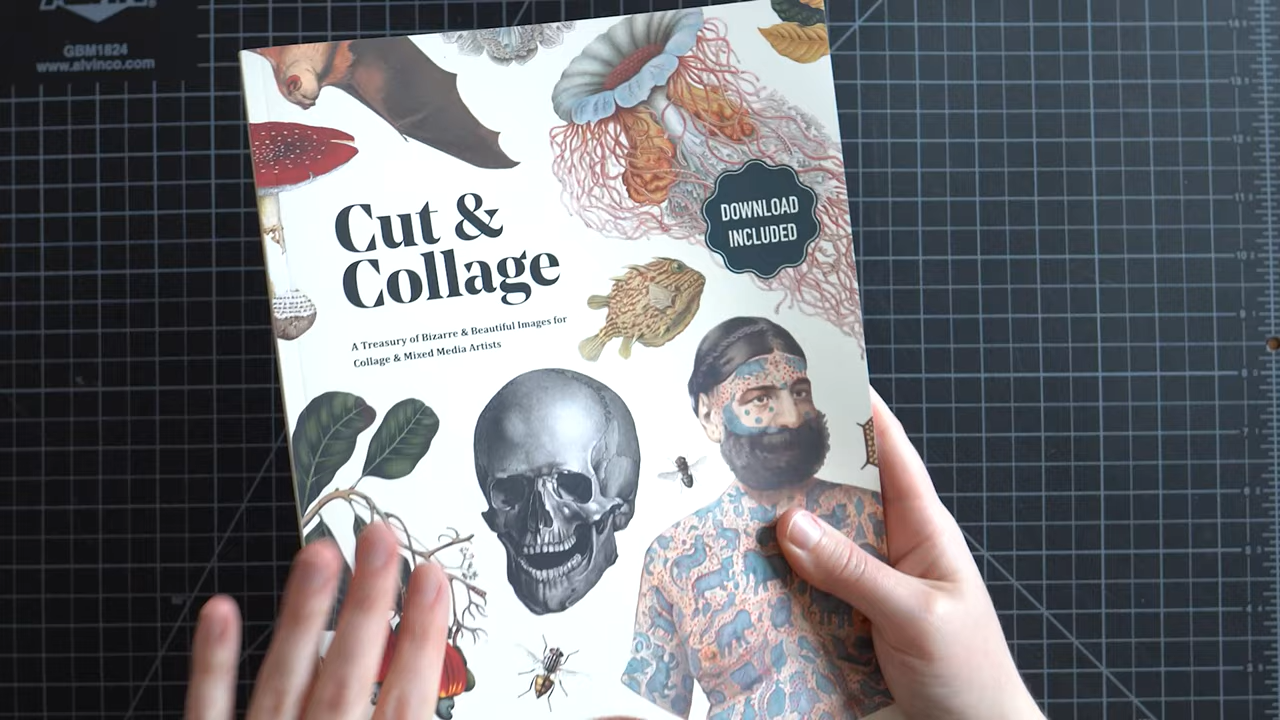 GBM1824
www.alvinco.com
Cut &
Collage
DOWNLOAD
INCLUDED
A Treasury of Bizarre & Beautiful Images for
Collage & Mixed Media Artists